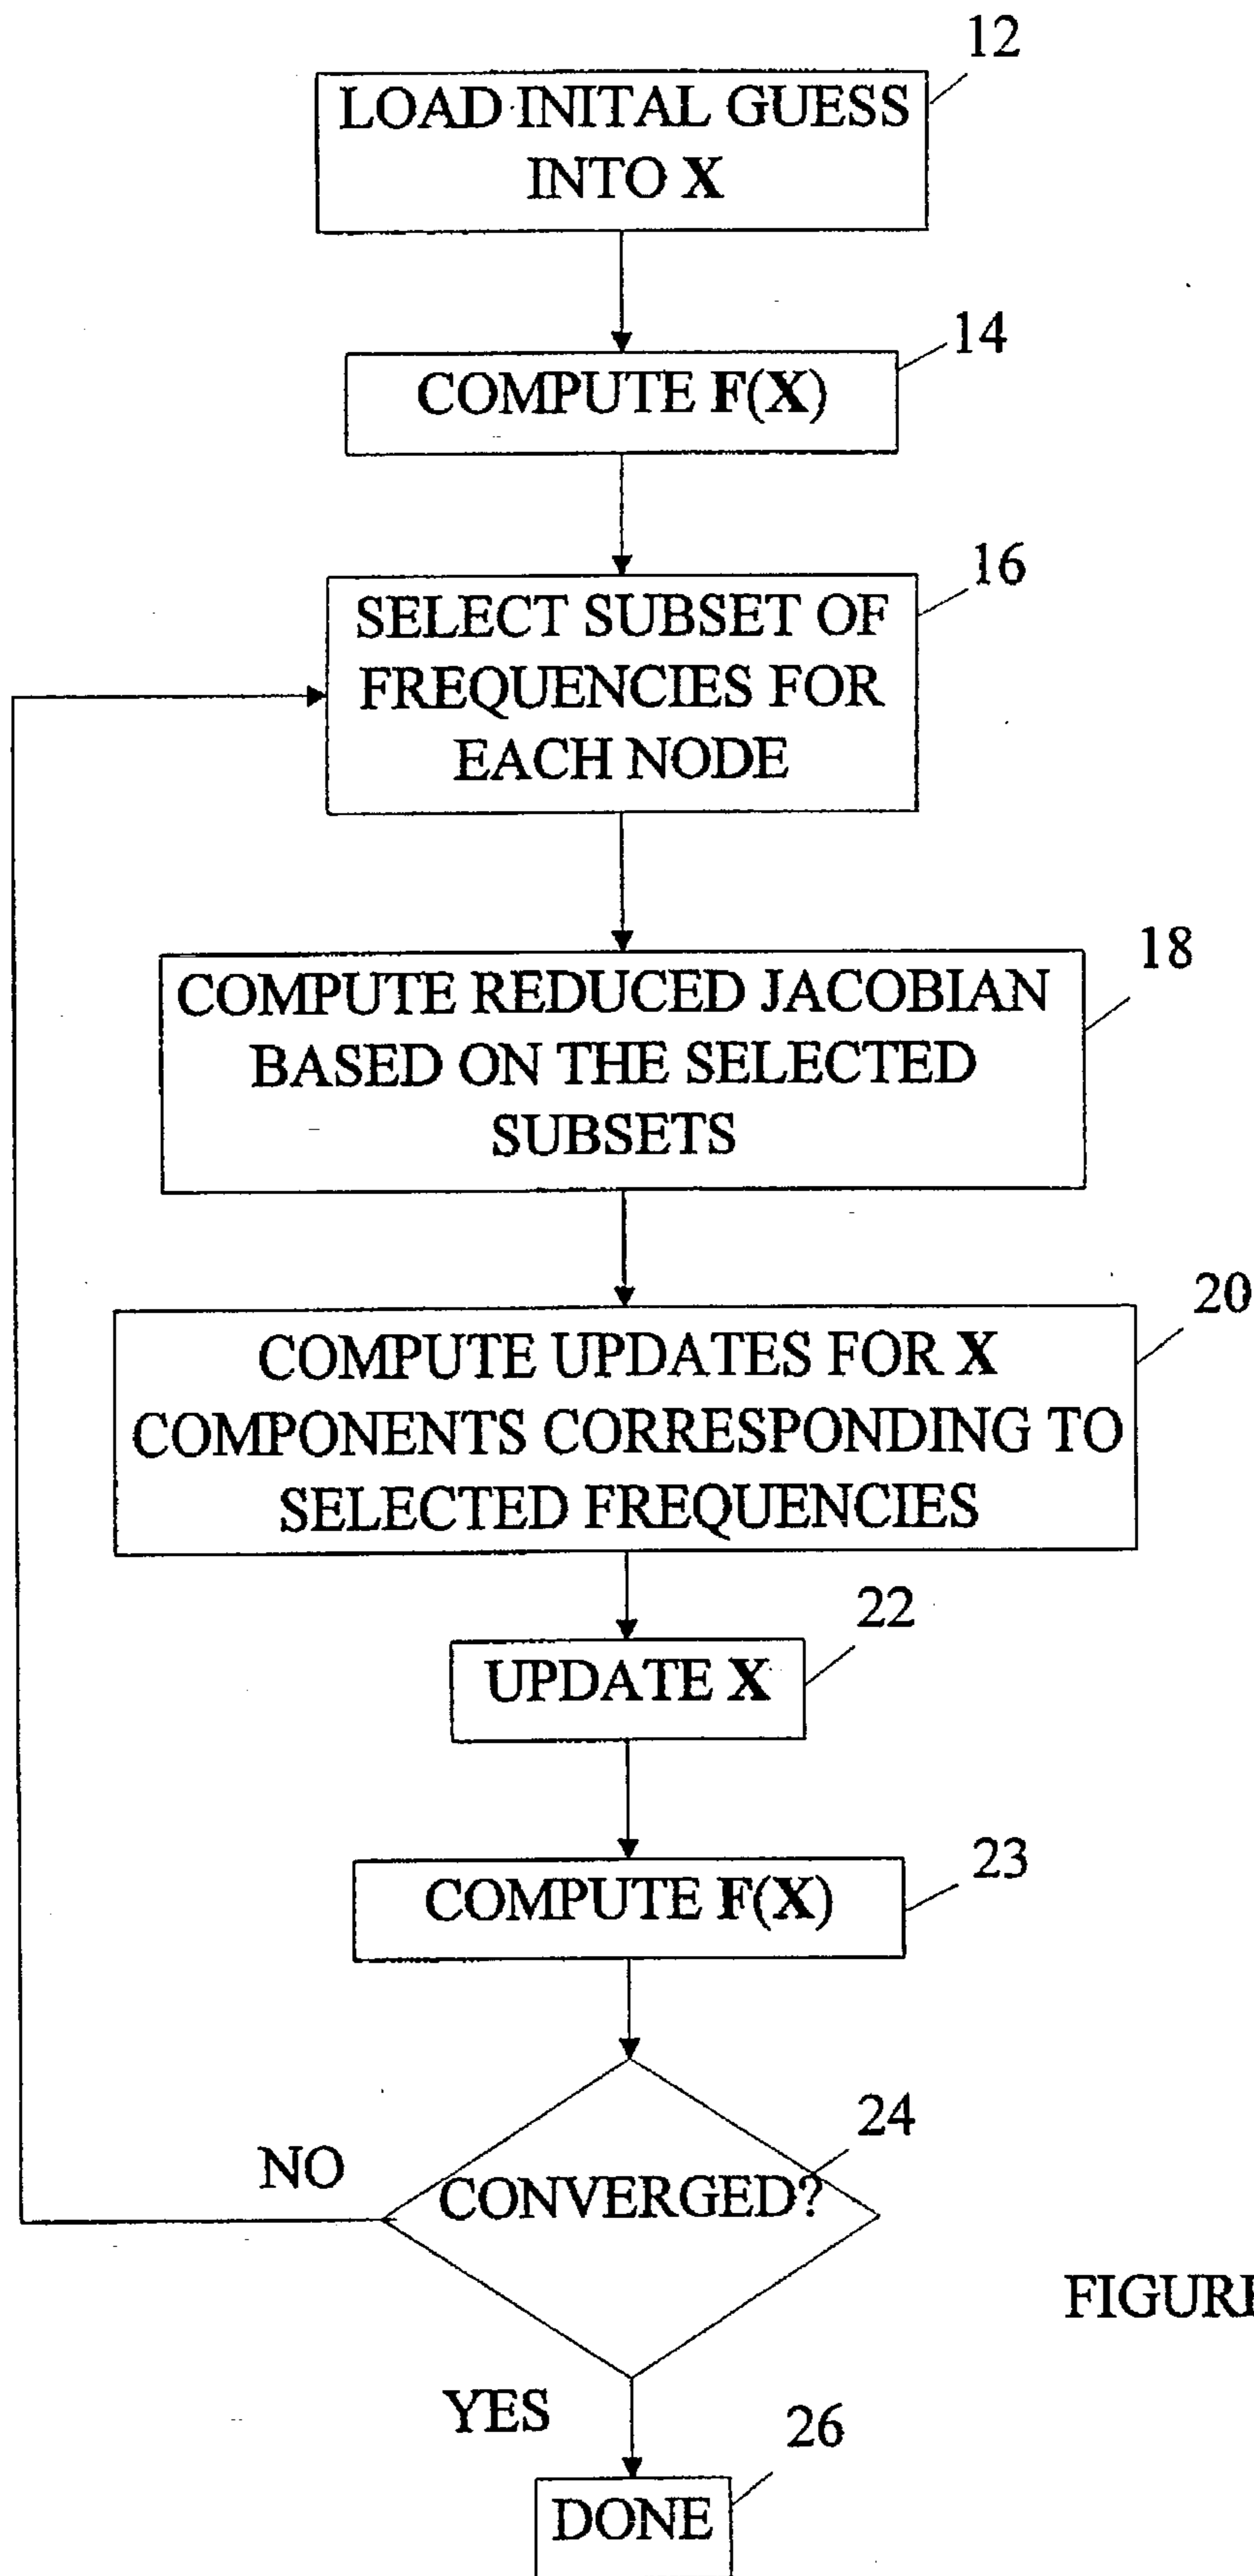 12
LOAD INITAL GUESS
INTO X
14
COMPUTE F(X)
16
SELECT SUBSET OF
FREQUENCIES FOR
EACH NODE
18
COMPUTE REDUCED JACOBIAN
BASED ON THE SELECTED
SUBSETS
20
COMPUTE UPDATES FOR X
COMPONENTS CORRESPONDING TO
SELECTED FREQUENCIES
22
UPDATE X
23
COMPUTE F(X)
24
NO
CONVERGED?
FIGURE
YES
26
DONE